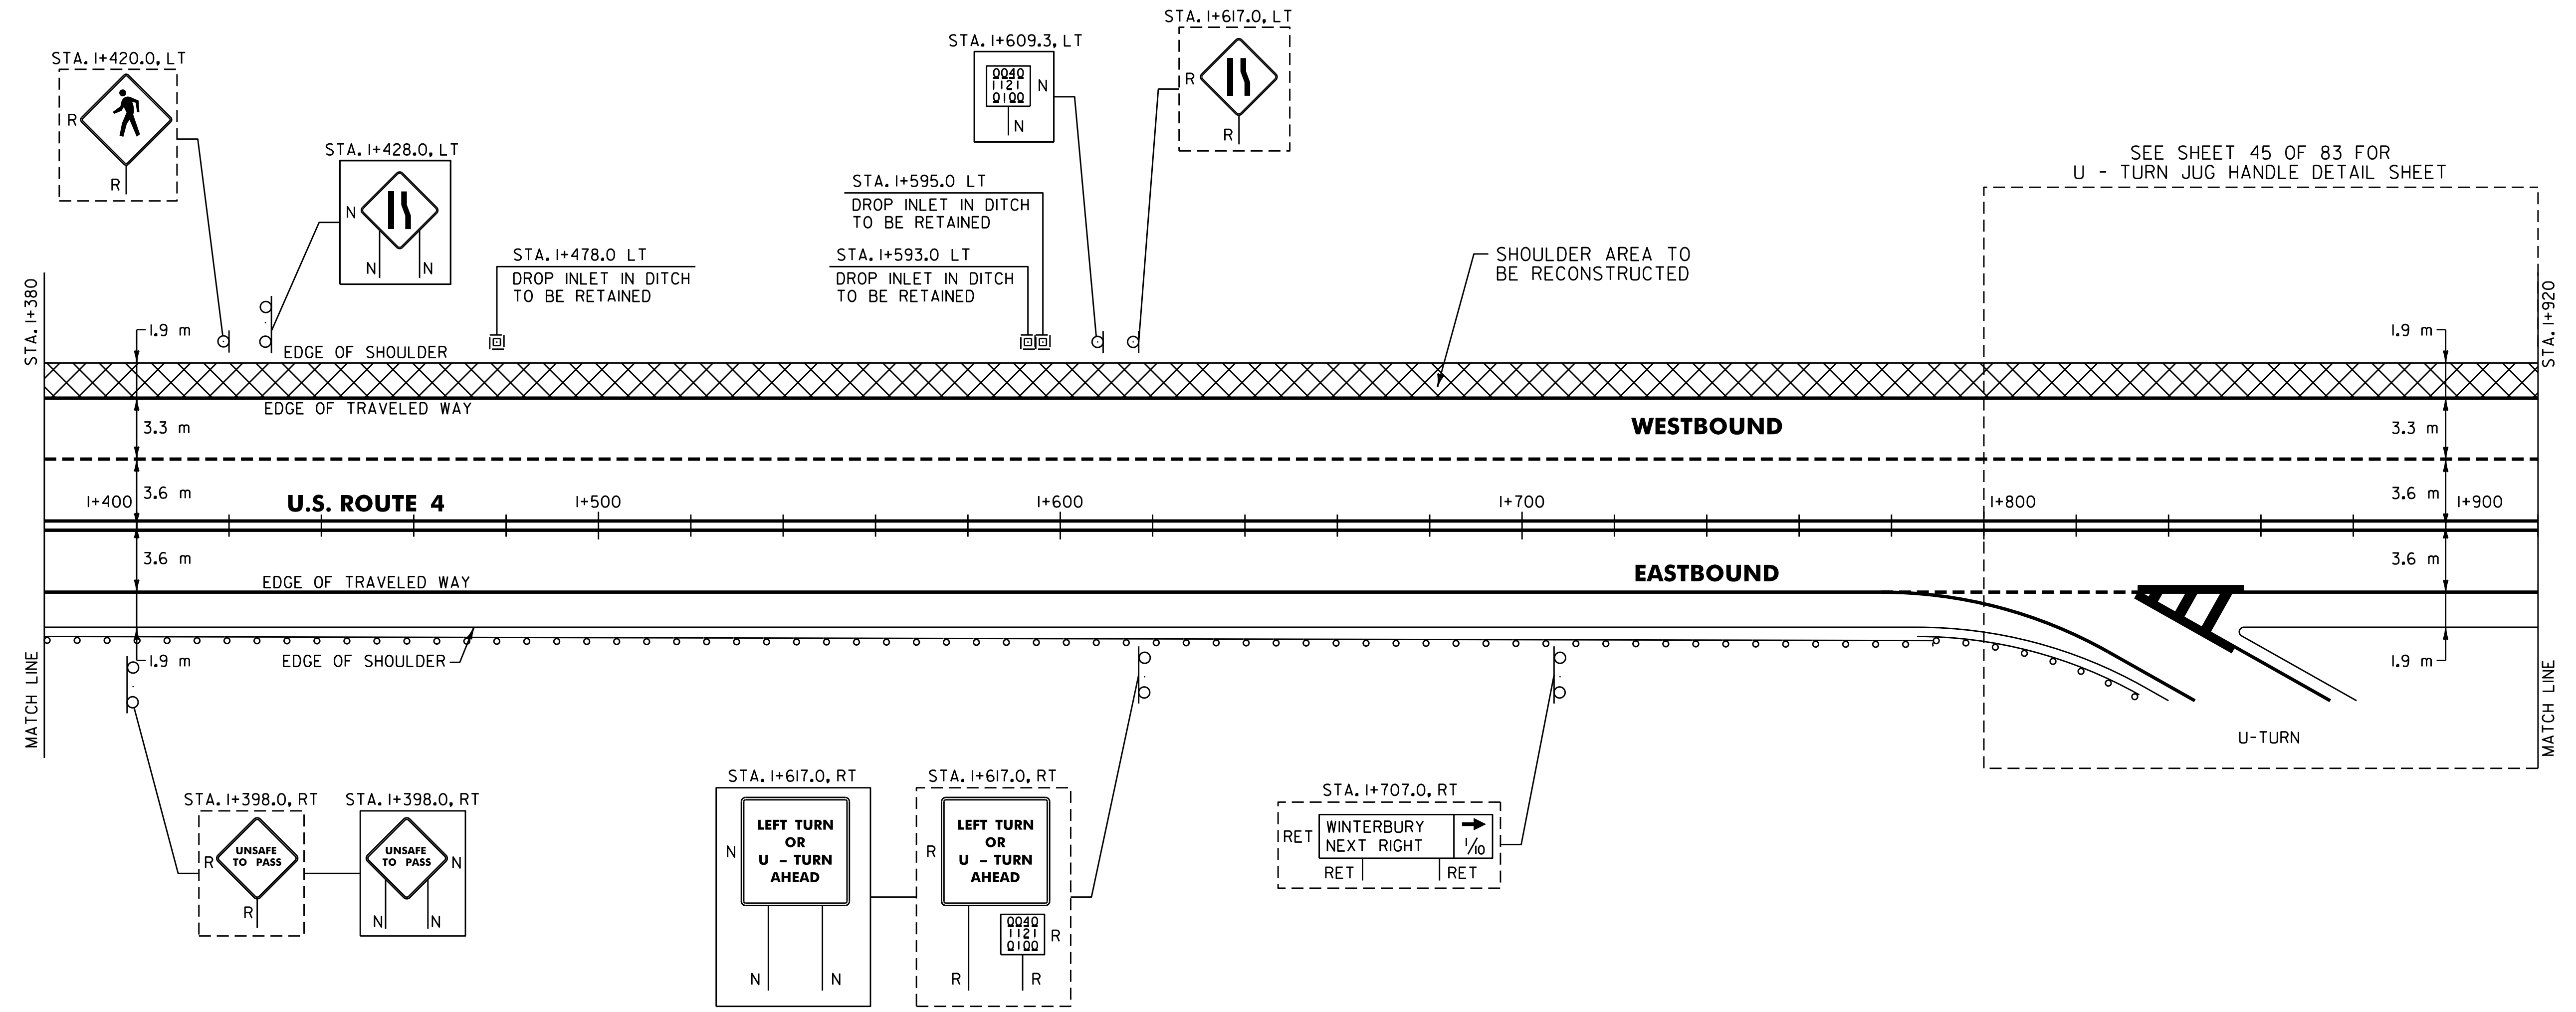 STA. 1+420.0, LT
R
R
STA. 1+428.0, LT
N
N
N
STA. 1+478.0 LT
DROP INLET IN DITCH
TO BE RETAINED
STA. 1+595.0 LT
DROP INLET IN DITCH
TO BE RETAINED
STA. 1+593.0 LT
DROP INLET IN DITCH
TO BE RETAINED
STA. 1+609.3, LT
0040
1121
0100
N
N
STA. 1+617.0, LT
R
R
SHOULDER AREA TO
BE RECONSTRUCTED
SEE SHEET 45 OF 83 FOR
U - TURN JUG HANDLE DETAIL SHEET
STA. 1+380
STA. 1+920
1.9 m
EDGE OF SHOULDER
1.9 m
EDGE OF TRAVELED WAY
3.3 m
WESTBOUND
3.3 m
1+400
3.6 m
U.S. ROUTE 4
1+500
1+600
1+700
1+800
3.6 m
1+900
3.6 m
EDGE OF TRAVELED WAY
EASTBOUND
3.6 m
1.9 m
EDGE OF SHOULDER
1.9 m
MATCH LINE
MATCH LINE
U-TURN
STA. 1+398.0, RT
R
UNSAFE
TO PASS
R
STA. 1+398.0, RT
UNSAFE
TO PASS
N
N
N
STA. 1+617.0, RT
N
LEFT TURN
OR
U - TURN
AHEAD
N
N
STA. 1+617.0, RT
R
LEFT TURN
OR
U - TURN
AHEAD
0040
1121
0100
R
R
R
STA. 1+707.0, RT
RET
WINTERBURY
NEXT RIGHT
1/10
RET
RET